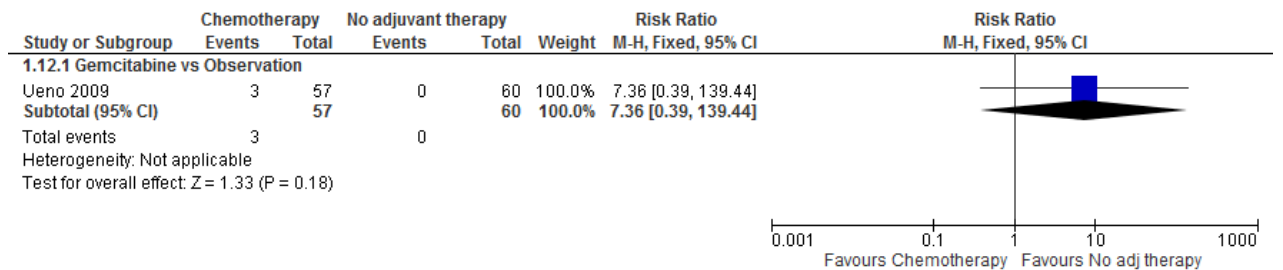 Chemotherapy No adjuvant therapy Risk Ratio Risk Ratio
Study or Subgroup Events Total Events Total Weight M-H, Fixed, 95% CI M-H, Fixed, 95% CI
1.12.1 Gemcitabine vs Observation
Ueno 2009 3 57 0 60 100.0% 7.36 [0.39, 139.44]
Subtotal (95% CI) 57 60 100.0% 7.36 [0.39, 139.44]
Total events 3 0
Heterogeneity: Not applicable
Test for overall effect: Z = 1.33 (P = 0.18)
0.001 0.1 1 10 1000
Favours Chemotherapy Favours No adj therapy